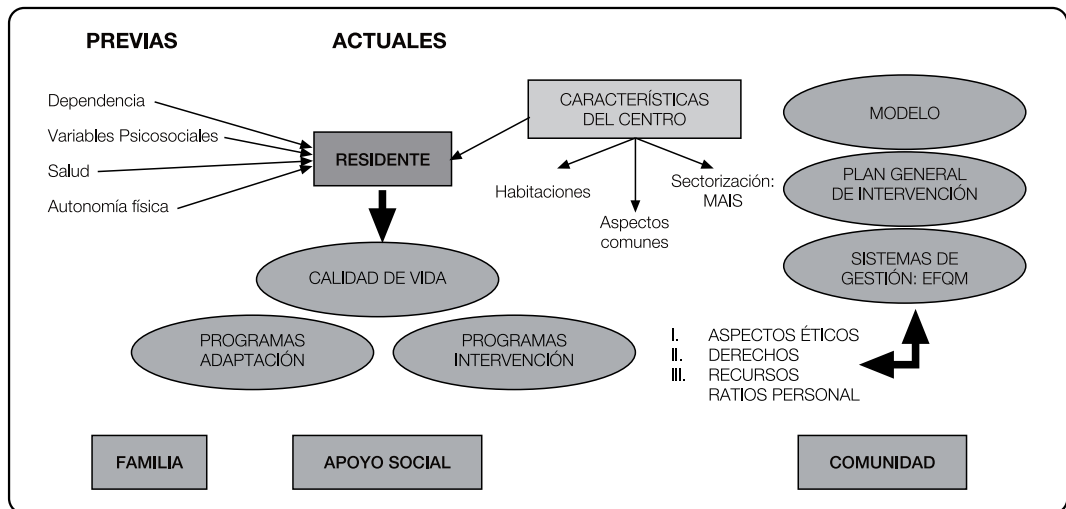 PREVIAS
ACTUALES
Dependencia
Variables Psicosociales
Salud
Autonomía física
RESIDENTE
CARACTERÍSTICAS
DEL CENTRO
Habitaciones
Aspectos
comunes
Sectorización:
MAIS
MODELO
PLAN GENERAL
DE INTERVENCIÓN
SISTEMAS DE
GESTIÓN: EFQM
CALIDAD DE VIDA
PROGRAMAS
ADAPTACIÓN
PROGRAMAS
INTERVENCIÓN
I. ASPECTOS ÉTICOS
II. DERECHOS
III. RECURSOS
RATIOS PERSONAL
FAMILIA
APOYO SOCIAL
COMUNIDAD